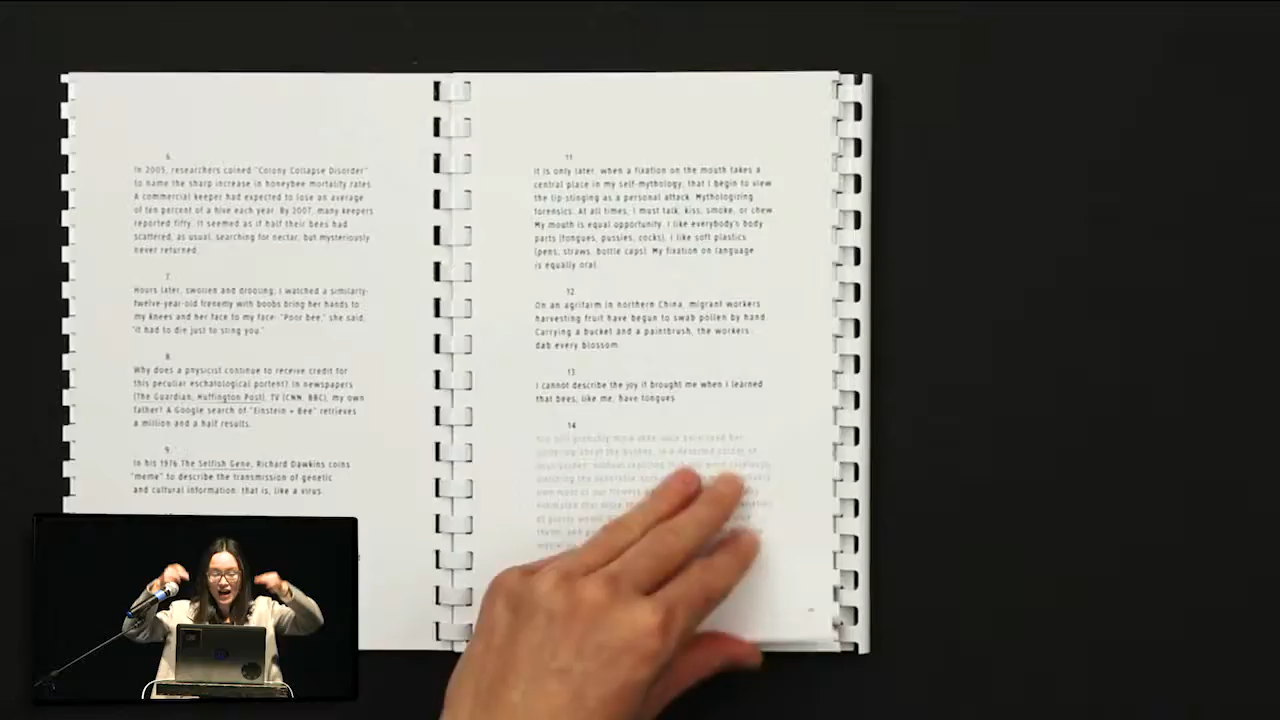 6.
In 2005, researchers coined "Colony Collapse Disorder"
to name the sharp increase in honeybee mortality rates.
A commercial keeper had expected to lose an average
of ten percent of a hive each year. By 2007, many keepers
reported fifty. It seemed as if half their bees had
scattered, as usual, searching for nectar, but mysteriously
never returned.
7.
Hours later, swollen and drooling, I watched a similarly-
twelve-year-old frenemy with boobs bring her hands to
my knees and her face to my face: "Poor bee," she said,
"it had to die just to sting you."
8.
Why does a physicist continue to receive credit for
this peculiar eschatological portent? In newspapers
(The Guardian, Huffington Post), TV (CNN, BBC), my own
father? A Google search of "Einstein + Bee" retrieves
a million and a half results.
9.
In his 1976 The Selfish Gene, Richard Dawkins coins
"meme" to describe the transmission of genetic
and cultural information: that is, like a virus.
11
It is only later, when a fixation on the mouth takes a
central place in my self-mythology, that I begin to view
the lip-stinging as a personal attack. Mythologizing
forensics. At all times, I must talk, kiss, smoke, or chew.
My mouth is equal opportunity. I like everybody's body
parts (tongues, pussies, cocks). I like soft plastics
(pens, straws, bottle caps). My fixation on language
is equally oral.
12
On an agrifarm in northern China, migrant workers
harvesting fruit have begun to swab pollen by hand.
Carrying a bucket and a paintbrush, the workers
dab every blossom.
13
I cannot describe the joy it brought me when I learned
that bees, like me, have tongues.
14